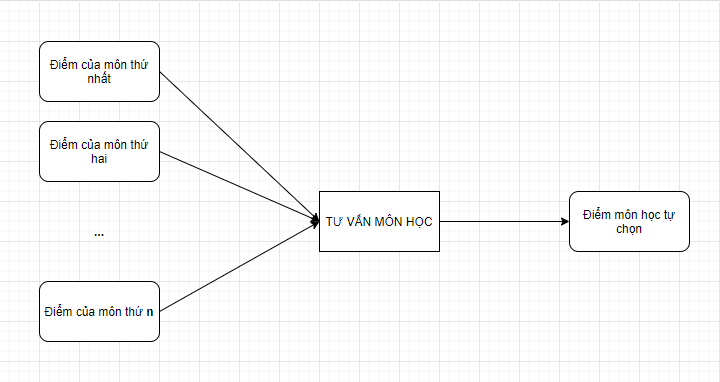 Điểm của môn thứ
nhất
Điểm của môn thứ
hai
...
Điểm của môn thứ n
TƯ VẤN MÔN HỌC
Điểm môn học tự
chọn